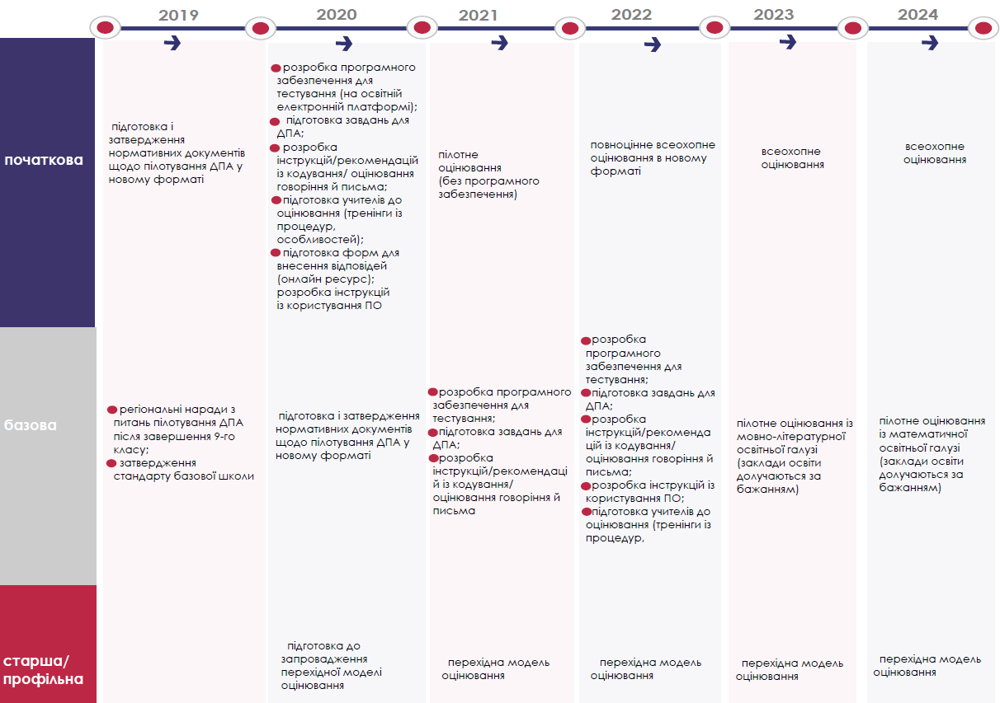 2019
2020
2021
2022
2023
2024
початкова
підготовка і
затвердження
нормативних документів
щодо пілотування ДПА у
новому форматі
розробка програмного
забезпечення для
тестування (на освітній
електронній платформі);
підготовка завдань для
ДПА;
розробка
інструкцій/рекомендацій
із кодування/ оцінювання
говоріння й письма;
підготовка учителів до
оцінювання (тренінги із
процедур,
особливостей);
підготовка форм для
внесення відповідей
(онлайн ресурс);
розробка інструкцій
із користування ПО
пілотне
оцінювання
(без програмного
забезпечення)
повноцінне всеохопне
оцінювання в новому
форматі
всеохопне
оцінювання
всеохопне
оцінювання
базова
регіональні наради з
питань пілотування ДПА
після завершення 9-го
класу;
затвердження
стандарту базової школи
підготовка і затвердження
нормативних документів
щодо пілотування ДПА у
новому форматі
розробка програмного
забезпечення для
тестування;
підготовка завдань для
ДПА;
розробка
інструкцій/рекомендаці
й із кодування/
оцінювання говоріння й
письма
розробка
програмного
забезпечення для
тестування;
підготовка завдань для
ДПА;
розробка
інструкцій/рекоменда
цій із кодування/
оцінювання говоріння й
письма;
розробка інструкцій із
користування ПО;
підготовка учителів до
оцінювання (тренінги із
процедур,
пілотне оцінювання із
мовно-літературної
освітньої галузі
(заклади освіти
долучаються за
бажанням)
пілотне оцінювання
із математичної
освітньої галузі
(заклади освіти
долучаються за
бажанням)
старша/
профільна
підготовка до
запровадження
перехідної моделі
оцінювання
перехідна модель
оцінювання
перехідна модель
оцінювання
перехідна модель
оцінювання
перехідна модель
оцінювання